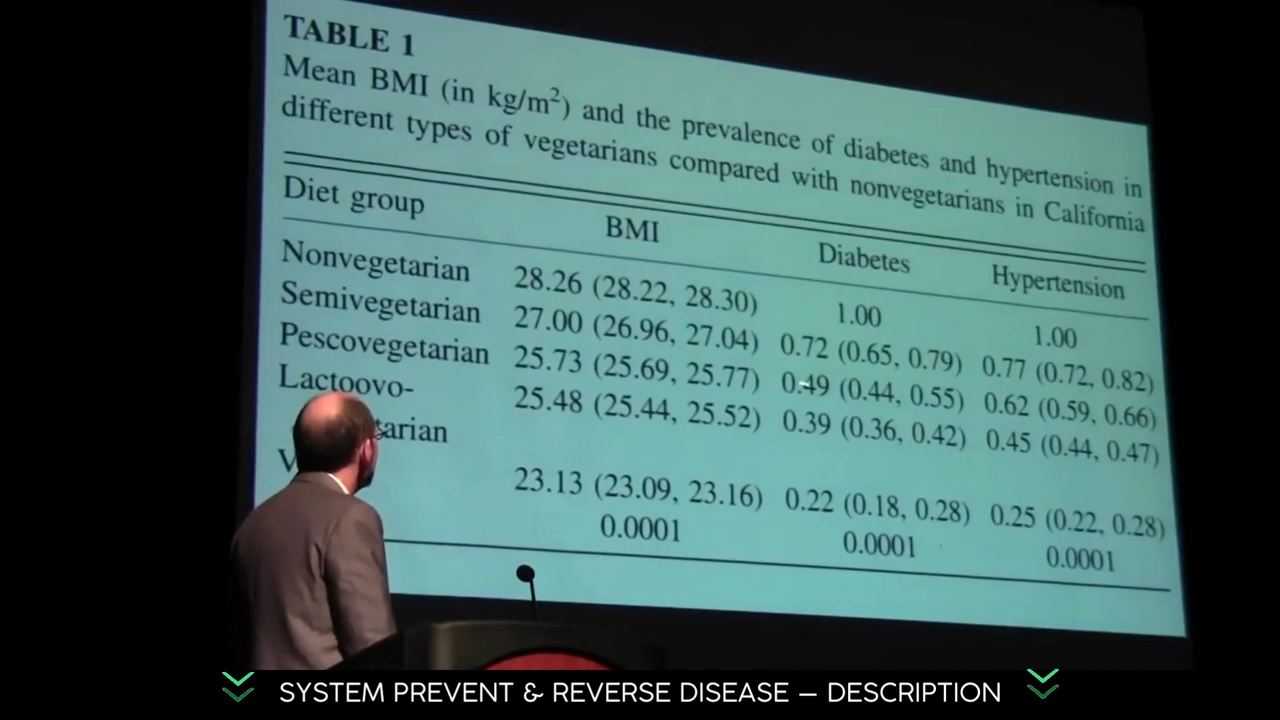 TABLE 1
Mean BMI (in kg/m²) and the prevalence of diabetes and hypertension in
different types of vegetarians compared with nonvegetarians in California
Diet group BMI Diabetes Hypertension
Nonvegetarian 28.26 (28.22, 28.30) 1.00 1.00
Semivegetarian 27.00 (26.96, 27.04) 0.72 (0.65, 0.79) 0.77 (0.72, 0.82)
Pescovegetarian 25.73 (25.69, 25.77) 0.49 (0.44, 0.55) 0.62 (0.59, 0.66)
Lactoovo- 25.48 (25.44, 25.52) 0.39 (0.36, 0.42) 0.45 (0.44, 0.47)
tarian
V 23.13 (23.09, 23.16) 0.22 (0.18, 0.28) 0.25 (0.22, 0.28)
0.0001 0.0001 0.0001
SYSTEM PREVENT & REVERSE DISEASE – DESCRIPTION